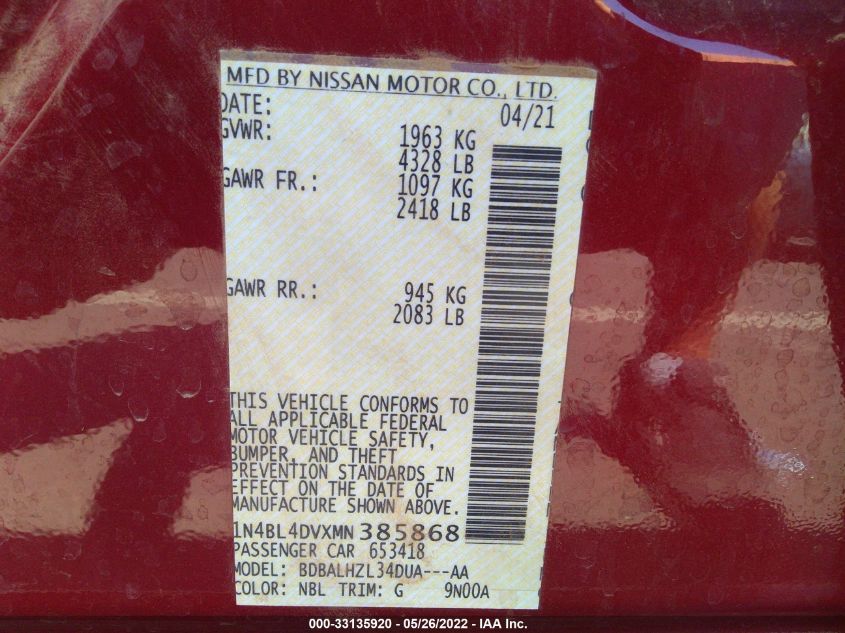 MFD BY NISSAN MOTOR CO., LTD.
DATE: 04/21
GVWR: 1963 KG
4328 LB
GAWR FR.: 1097 KG
2418 LB
GAWR RR.: 945 KG
2083 LB
THIS VEHICLE CONFORMS TO
ALL APPLICABLE FEDERAL
MOTOR VEHICLE SAFETY,
BUMPER, AND THEFT
PREVENTION STANDARDS IN
EFFECT ON THE DATE OF
MANUFACTURE SHOWN ABOVE.
1N4BL4DVXMN385868
PASSENGER CAR 653418
MODEL: BDBALHZL34DUA---AA
COLOR: NBL TRIM: G 9N00A
000-33135920 - 05/26/2022 - IAA Inc.